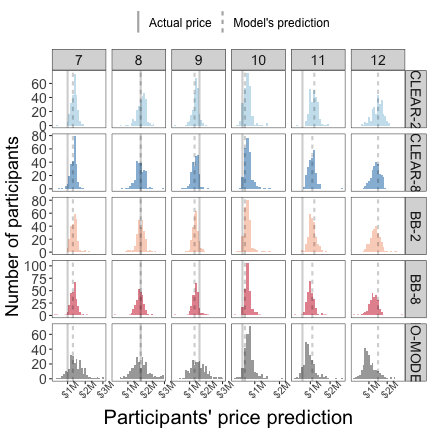 Actual price Model's prediction
7 8 9 10 11 12
Number of participants
60
40
20
0
CLEAR-2
80
60
40
20
0
CLEAR-8
80
60
40
20
0
BB-2
100
75
50
25
0
BB-8
60
40
20
0
O-MODE
$1M $2M $3M $1M $2M $3M $1M $2M $3M $1M $2M $1M $2M $1M $2M
Participants' price prediction